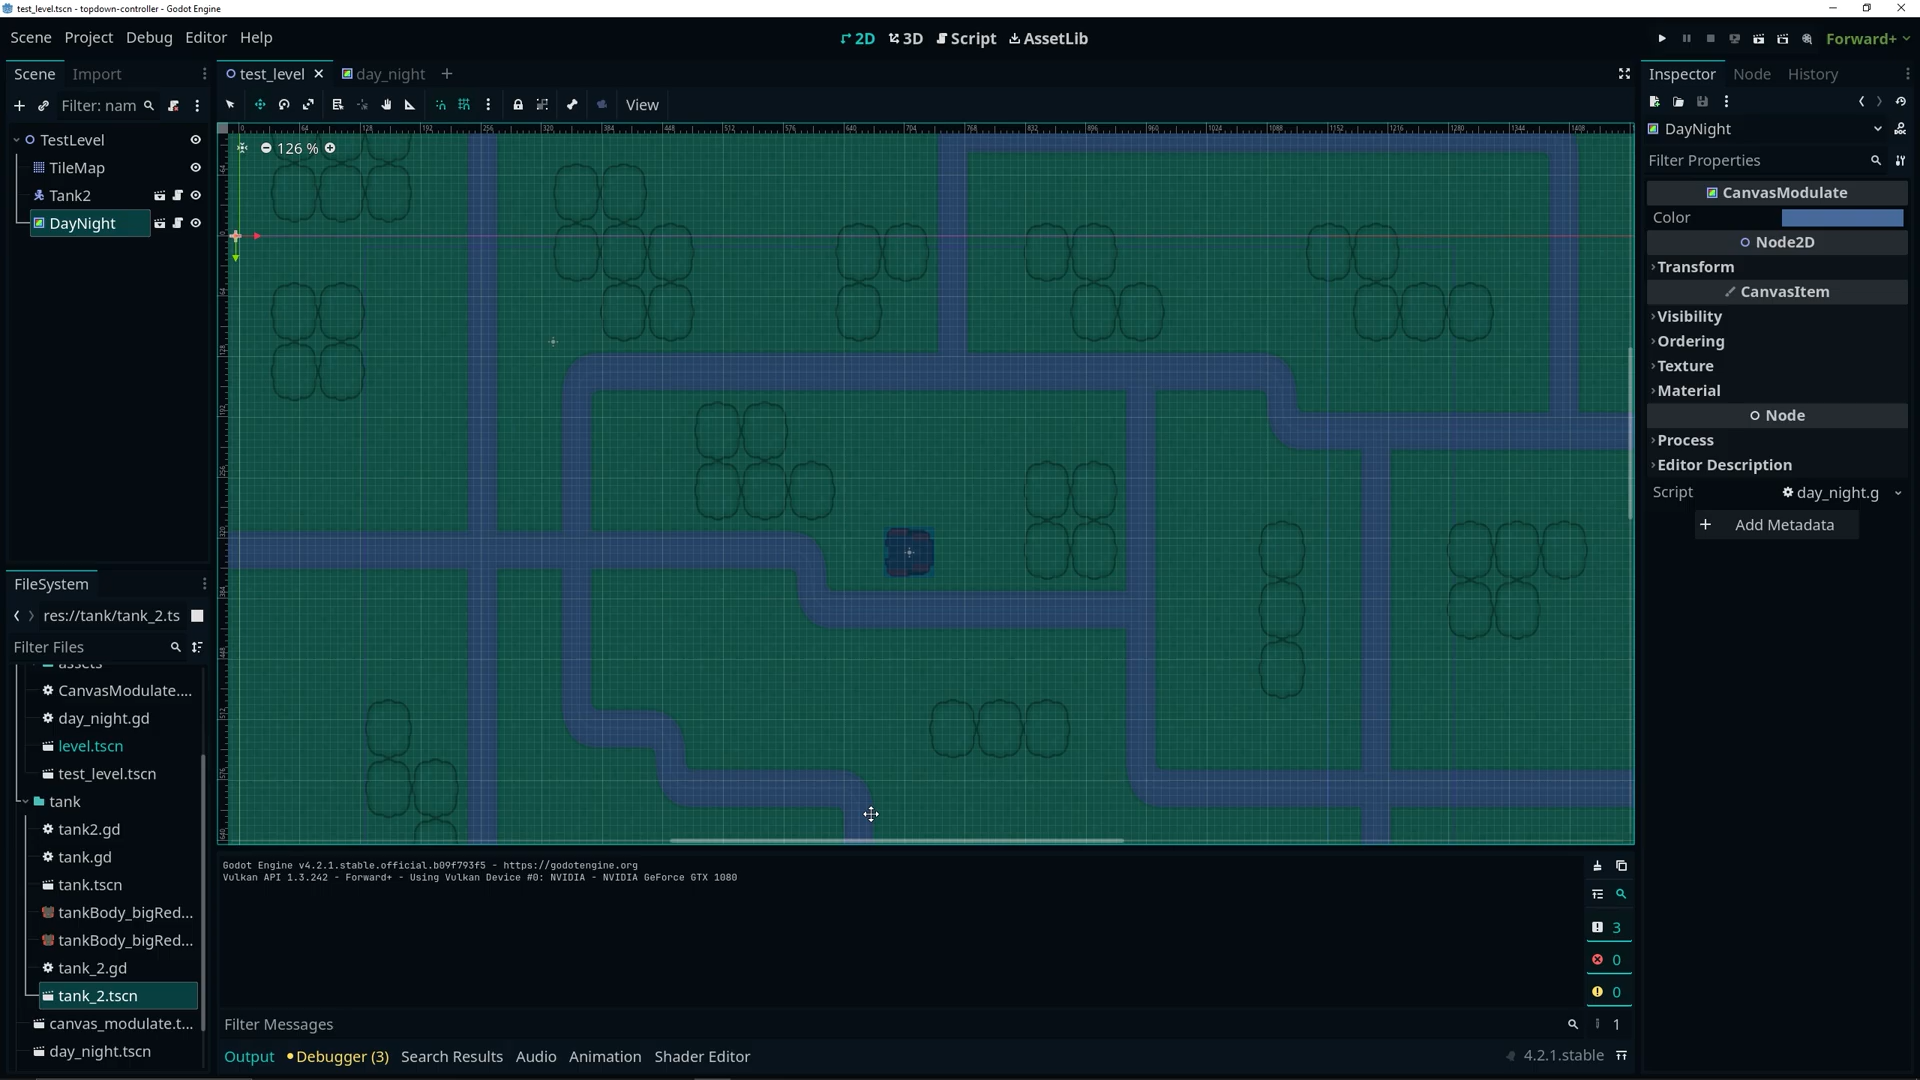 test_level.tscn - topdown-controller - Godot Engine
Scene Project Debug Editor Help
2D 3D Script AssetLib
Forward+
Scene Import
test_level day_night
Inspector Node History
Filter: nam
View
TestLevel
TileMap
Tank2
DayNight
126 %
DayNight
Filter Properties
CanvasModulate
Color
Node2D
Transform
CanvasItem
Visibility
Ordering
Texture
Material
Node
Process
Editor Description
Script day_night.g
Add Metadata
FileSystem
res://tank/tank_2.ts
Filter Files
assets
CanvasModulate....
day_night.gd
level.tscn
test_level.tscn
tank
tank2.gd
tank.gd
tank.tscn
tankBody_bigRed...
tankBody_bigRed...
tank_2.gd
tank_2.tscn
canvas_modulate.t...
day_night.tscn
Godot Engine v4.2.1.stable.official.b09f793f5 - https://godotengine.org
Vulkan API 1.3.242 - Forward+ - Using Vulkan Device #0: NVIDIA - NVIDIA GeForce GTX 1080
3
0
0
Filter Messages
1
Output Debugger (3) Search Results Audio Animation Shader Editor
4.2.1.stable